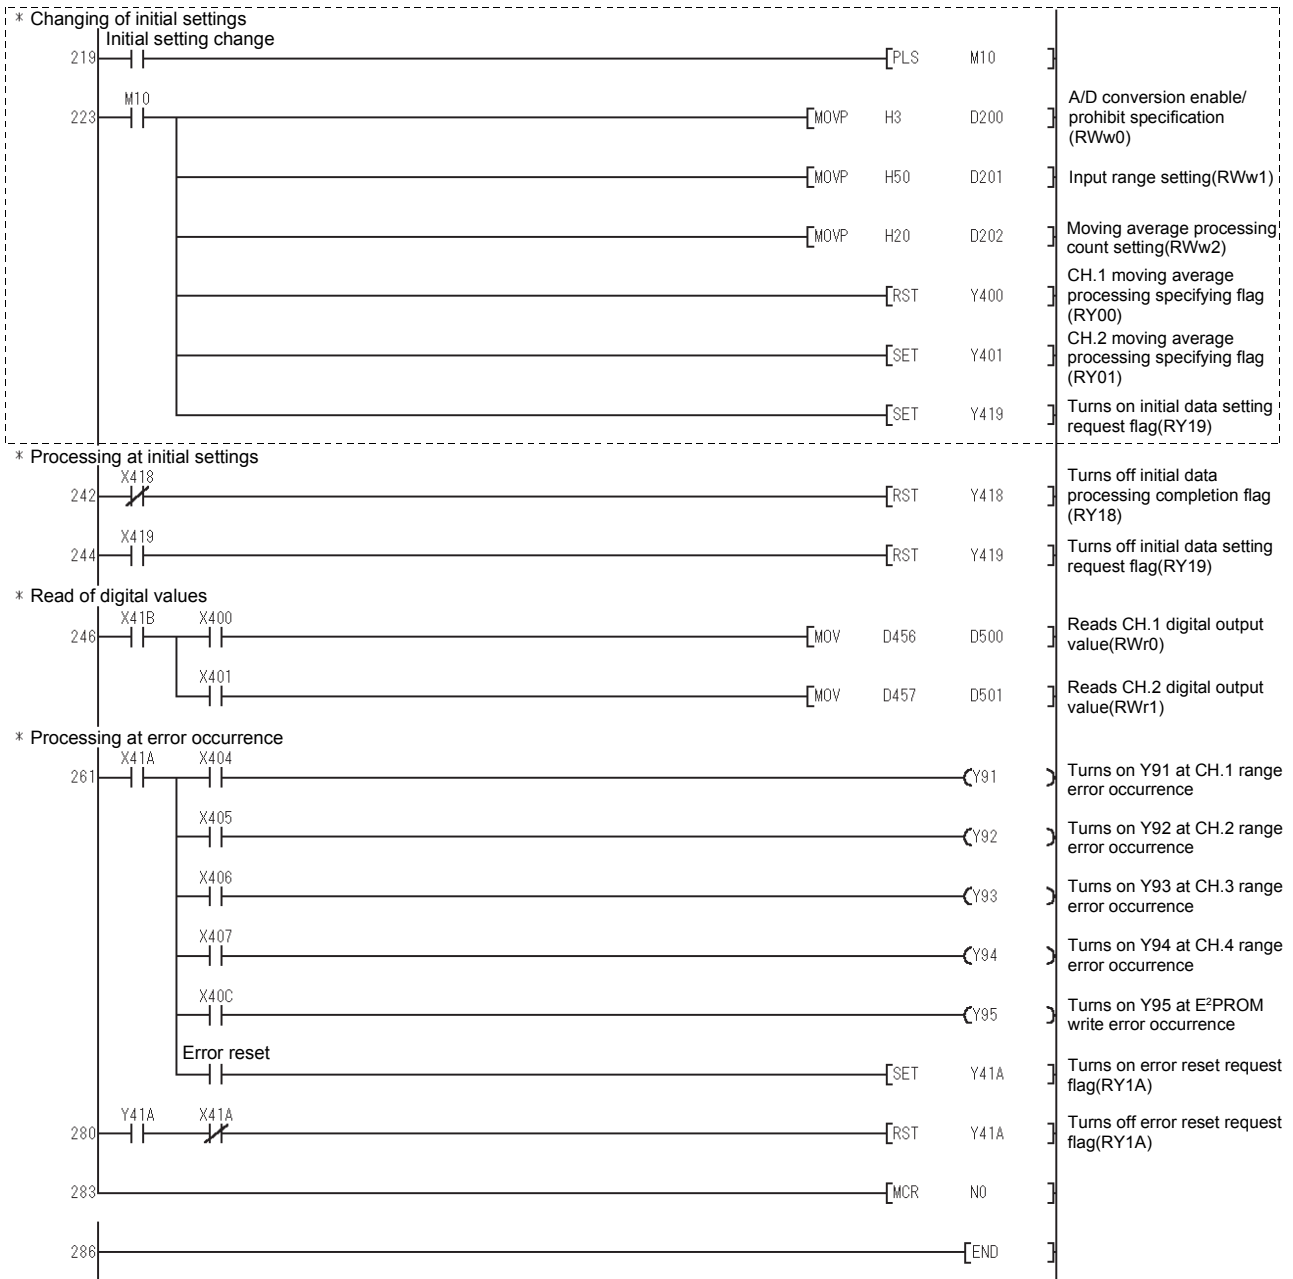 * Changing of initial settings
Initial setting change
219 [PLS M10 ]
M10
223 [MOVP H3 D200 ]
A/D conversion enable/
prohibit specification
(RWw0)
[MOVP H50 D201 ]
Input range setting(RWw1)
[MOVP H20 D202 ]
Moving average processing
count setting(RWw2)
[RST Y400 ]
CH.1 moving average
processing specifying flag
(RY00)
[SET Y401 ]
CH.2 moving average
processing specifying flag
(RY01)
[SET Y419 ]
Turns on initial data setting
request flag(RY19)
* Processing at initial settings
X418
242 [RST Y418 ]
Turns off initial data
processing completion flag
(RY18)
X419
244 [RST Y419 ]
Turns off initial data setting
request flag(RY19)
* Read of digital values
X41B X400
246 [MOV D456 D500 ]
Reads CH.1 digital output
value(RWr0)
X401
[MOV D457 D501 ]
Reads CH.2 digital output
value(RWr1)
* Processing at error occurrence
X41A X404
261 (Y91 )
Turns on Y91 at CH.1 range
error occurrence
X405
(Y92 )
Turns on Y92 at CH.2 range
error occurrence
X406
(Y93 )
Turns on Y93 at CH.3 range
error occurrence
X407
(Y94 )
Turns on Y94 at CH.4 range
error occurrence
X40C
(Y95 )
Turns on Y95 at E²PROM
write error occurrence
Error reset
[SET Y41A ]
Turns on error reset request
flag(RY1A)
Y41A X41A
280 [RST Y41A ]
Turns off error reset request
flag(RY1A)
283 [MCR N0 ]
286 [END ]